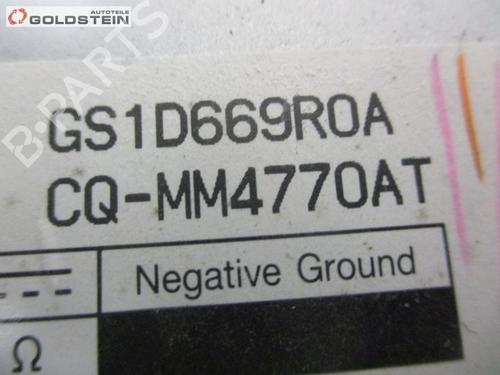 AUTOTEILE
GOLDSTEIN
B-PARTS
GS1D669R0A
CQ-MM4770AT
Negative Ground
Ω